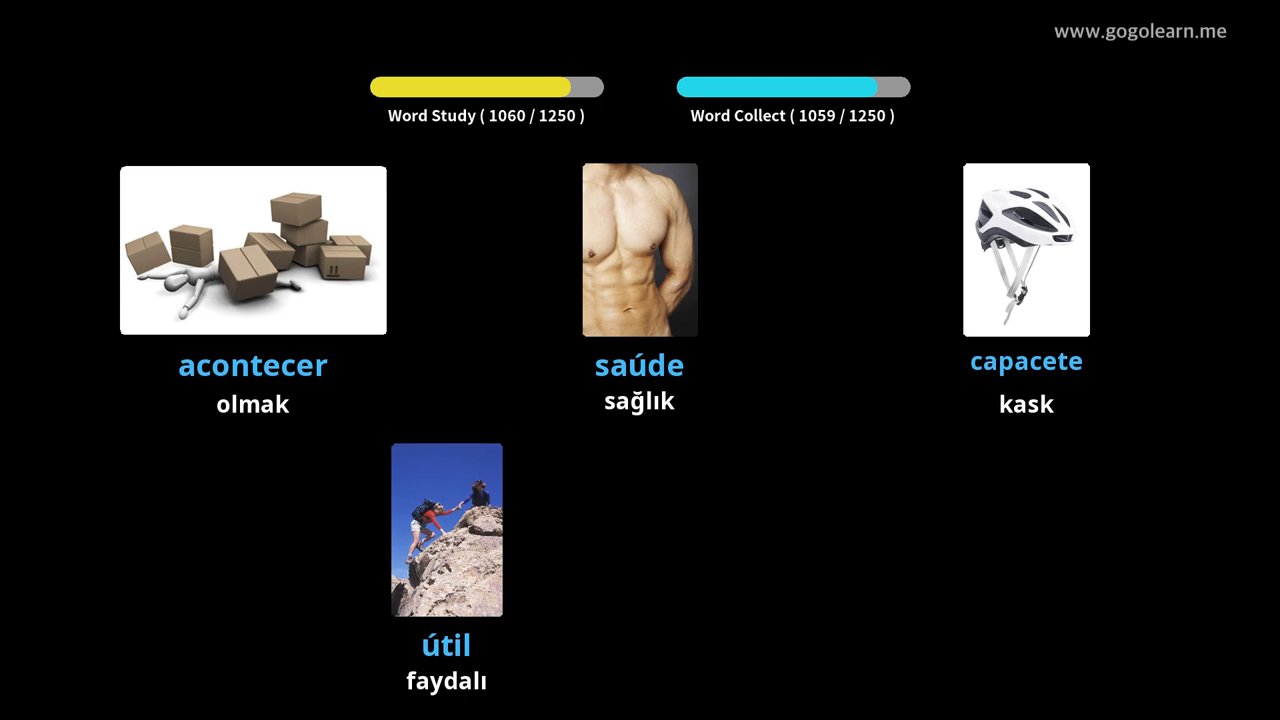 www.gogolearn.me
Word Study ( 1060 / 1250 )
Word Collect ( 1059 / 1250 )
acontecer
olmak
saúde
sağlık
capacete
kask
útil
faydalı